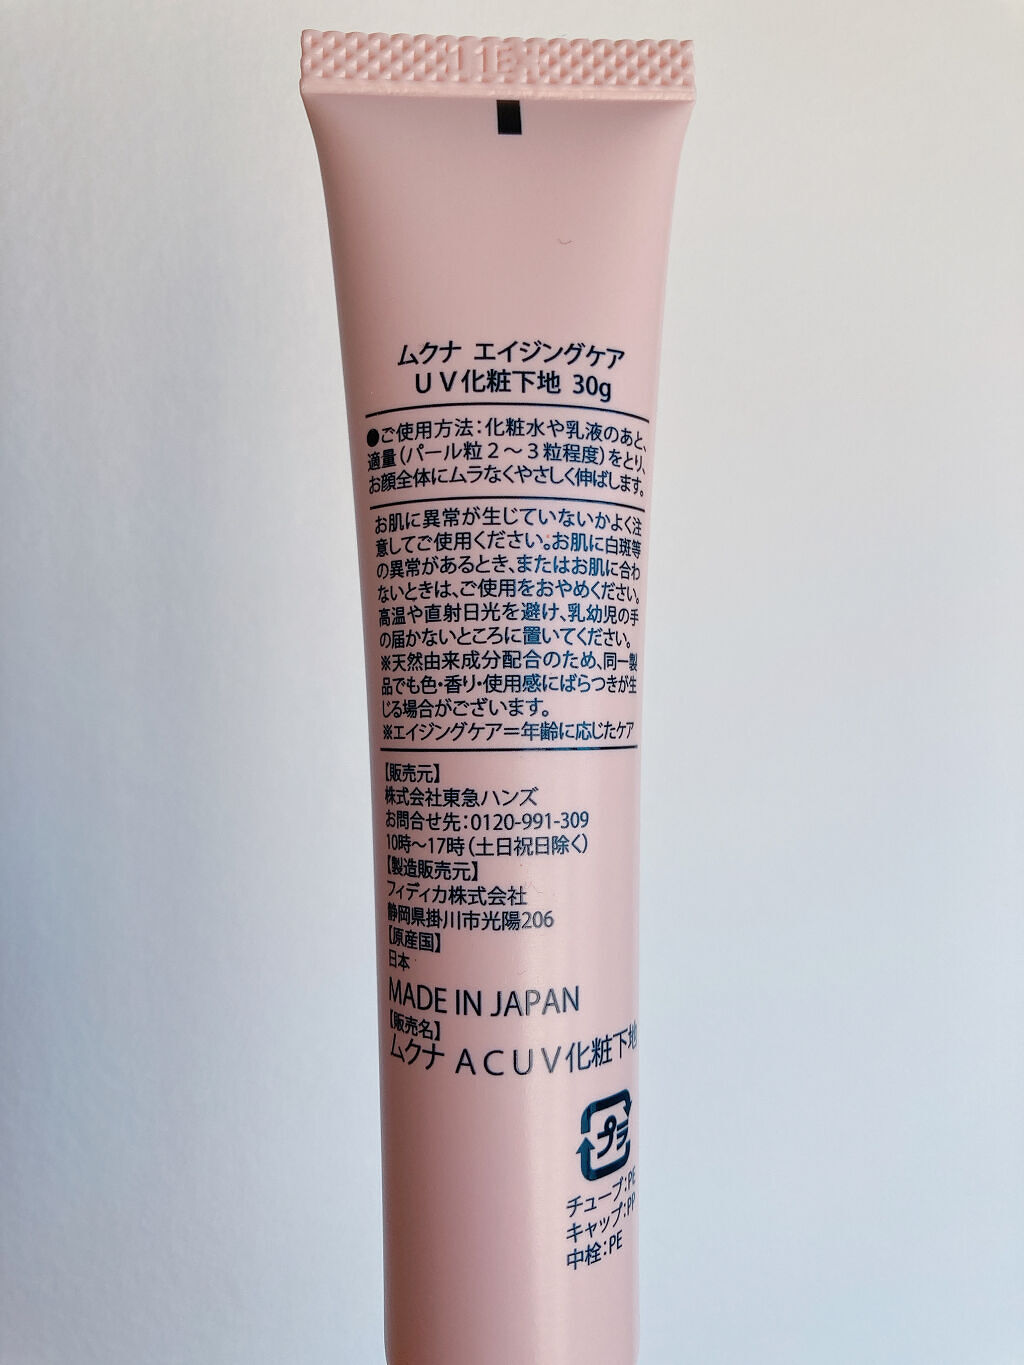 11E
ムクナ エイジングケア
UV化粧下地 30g
●ご使用方法：化粧水や乳液のあと、
適量（パール粒２～３粒程度）をとり、
お顔全体にムラなくやさしく伸ばします。
お肌に異常が生じていないかよく注
意してご使用ください。お肌に白斑等
の異常があるとき、またはお肌に合わ
ないときは、ご使用をおやめください。
高温や直射日光を避け、乳幼児の手
の届かないところに置いてください。
※天然由来成分配合のため、同一製
品でも色・香り・使用感にばらつきが生
じる場合がございます。
※エイジングケア＝年齢に応じたケア
【販売元】
株式会社東急ハンズ
お問合せ先：0120-991-309
10時～17時（土日祝日除く）
【製造販売元】
フィディカ株式会社
静岡県掛川市光陽206
【原産国】
日本
MADE IN JAPAN
【販売名】
ムクナ ACUV化粧下地
プラ
チューブ：PE
キャップ：PP
中栓：PE